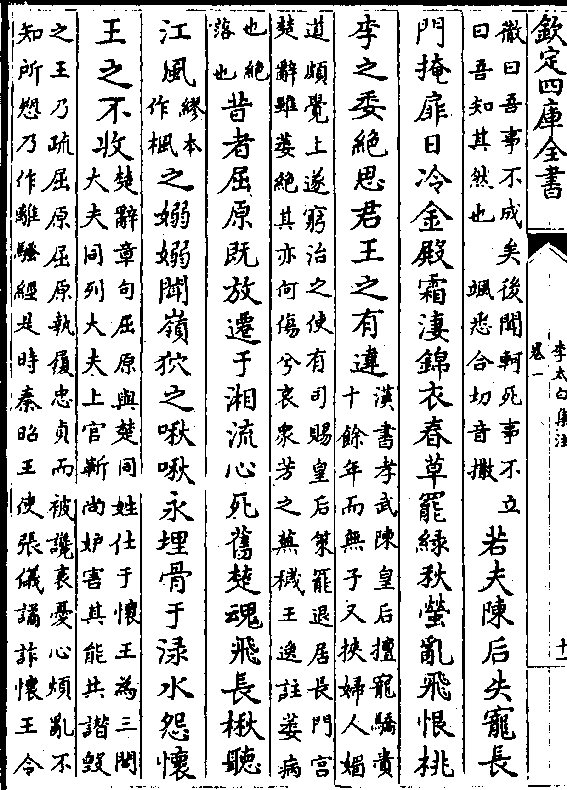 欽定四庫全書
李太白集注
卷一
十一
徹曰吾事不成矣後聞軻死事不立
曰吾知其然也 颯悉合切音撒
若夫陳后失寵長
門掩扉日冷金殿霜淒錦衣春草罷綠秋螢亂飛恨桃
李之委絕思君王之有違
漢書孝武陳皇后擅寵驕貴
十餘年而無子又挾婦人媚
道頗覺上遂窮治之使有司賜皇后策罷退居長門宮
楚辭雖萎絕其亦何傷兮哀衆芳之蕪穢王逸註萎病
也絕
落也
昔者屈原既放遷于湘流心死舊楚魂飛長楸聽
江風
繆本
作楓
之嫋嫋聞嶺狖之啾啾永埋骨于渌水怨懷
王之不收
楚辭章句屈原與楚同姓仕于懷王為三閭
大夫同列大夫上官靳尚妒害其能共譖毀
之王乃疏屈原屈原執履忠貞而被讒衺憂心煩亂不
知所愬乃作離騷經是時秦昭王使張儀譎詐懷王令